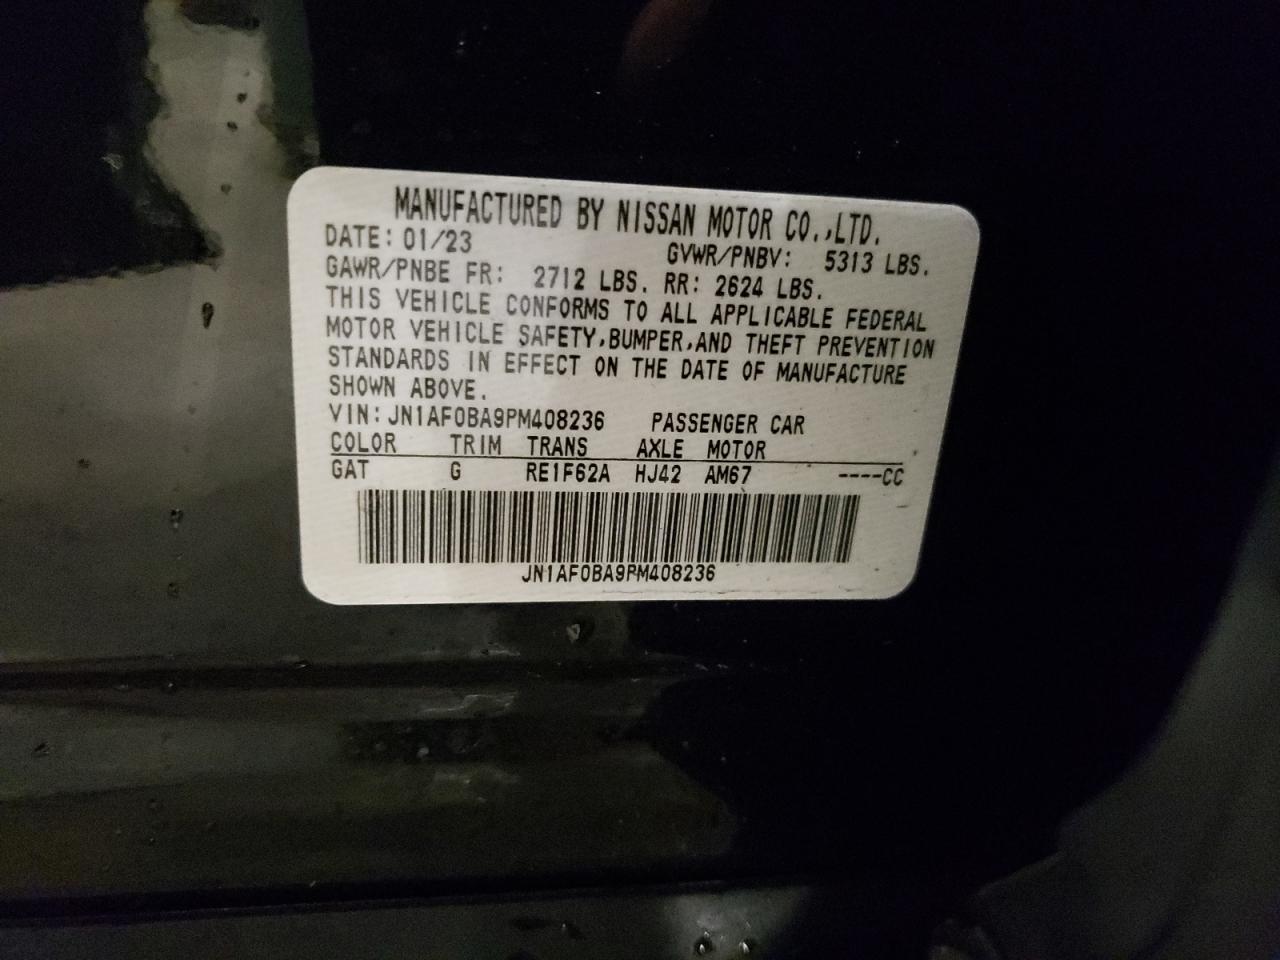 MANUFACTURED BY NISSAN MOTOR CO.,LTD.
DATE: 01/23 GVWR/PNBV: 5313 LBS.
GAWR/PNBE FR: 2712 LBS. RR: 2624 LBS.
THIS VEHICLE CONFORMS TO ALL APPLICABLE FEDERAL
MOTOR VEHICLE SAFETY,BUMPER,AND THEFT PREVENTION
STANDARDS IN EFFECT ON THE DATE OF MANUFACTURE
SHOWN ABOVE.
VIN: JN1AF0BA9PM408236 PASSENGER CAR
COLOR TRIM TRANS AXLE MOTOR
GAT G RE1F62A HJ42 AM67 ----CC
JN1AF0BA9PM408236